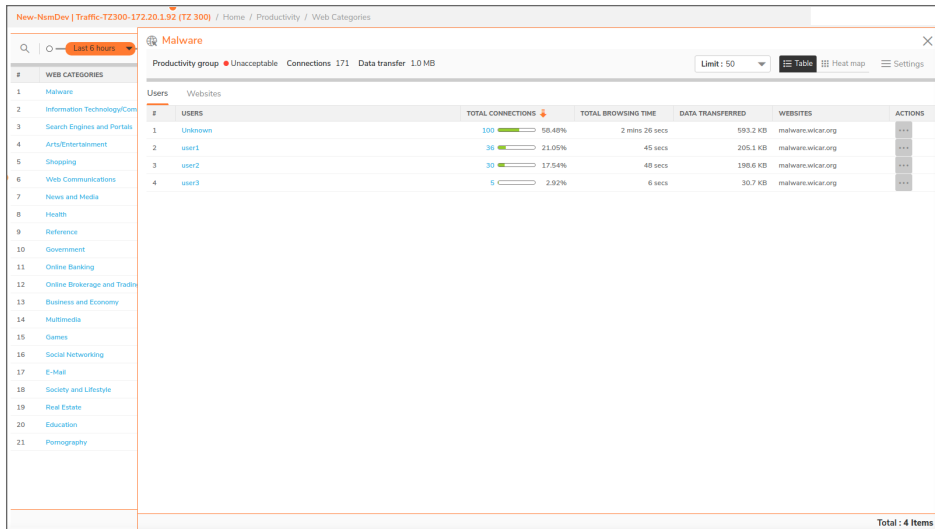 New-NsmDev | Traffic-TZ300-172.20.1.92 (TZ 300) / Home / Productivity / Web Categories
Last 6 hours
# WEB CATEGORIES
1 Malware
2 Information Technology/Com
3 Search Engines and Portals
4 Arts/Entertainment
5 Shopping
6 Web Communications
7 News and Media
8 Health
9 Reference
10 Government
11 Online Banking
12 Online Brokerage and Trading
13 Business and Economy
14 Multimedia
15 Games
16 Social Networking
17 E-Mail
18 Society and Lifestyle
19 Real Estate
20 Education
21 Pornography
Malware
Productivity group Unacceptable Connections 171 Data transfer 1.0 MB Limit : 50 Table Heat map Settings
Users Websites
# USERS TOTAL CONNECTIONS TOTAL BROWSING TIME DATA TRANSFERRED WEBSITES ACTIONS
1 Unknown 100 58.48% 2 mins 26 secs 593.2 KB malware.wicar.org
2 user1 36 21.05% 45 secs 205.1 KB malware.wicar.org
3 user2 30 17.54% 48 secs 198.6 KB malware.wicar.org
4 user3 5 2.92% 6 secs 30.7 KB malware.wicar.org
Total : 4 Items